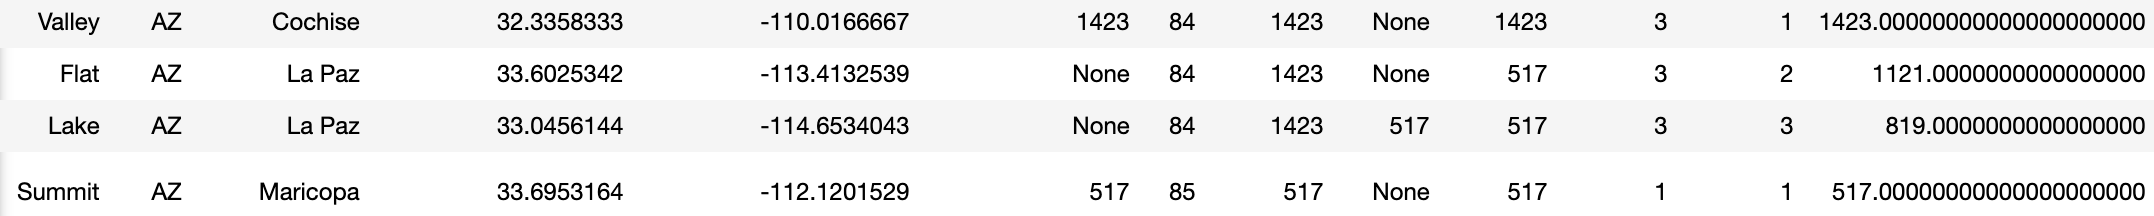 Valley AZ Cochise 32.3358333 -110.0166667 1423 84 1423 None 1423 3 1 1423.00000000000000000000
Flat AZ La Paz 33.6025342 -113.4132539 None 84 1423 None 517 3 2 1121.0000000000000000
Lake AZ La Paz 33.0456144 -114.6534043 None 84 1423 517 517 3 3 819.0000000000000000
Summit AZ Maricopa 33.6953164 -112.1201529 517 85 517 None 517 1 1 517.00000000000000000000